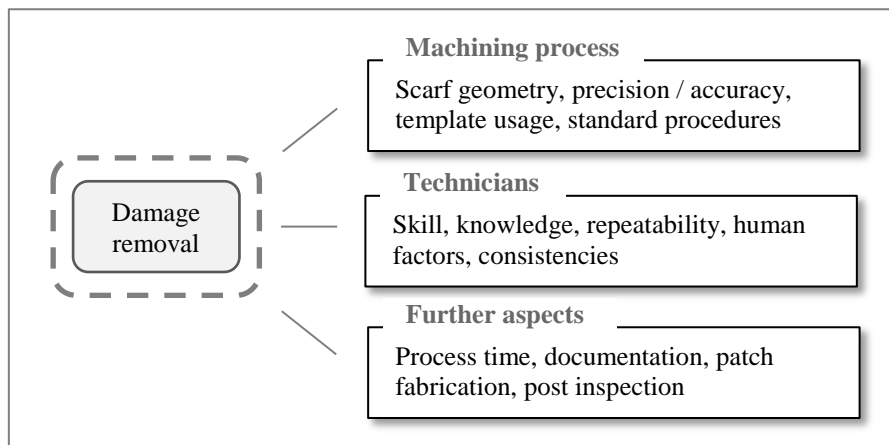 Machining process
Scarf geometry, precision / accuracy,
template usage, standard procedures
Damage
removal
Technicians
Skill, knowledge, repeatability, human
factors, consistencies
Further aspects
Process time, documentation, patch
fabrication, post inspection